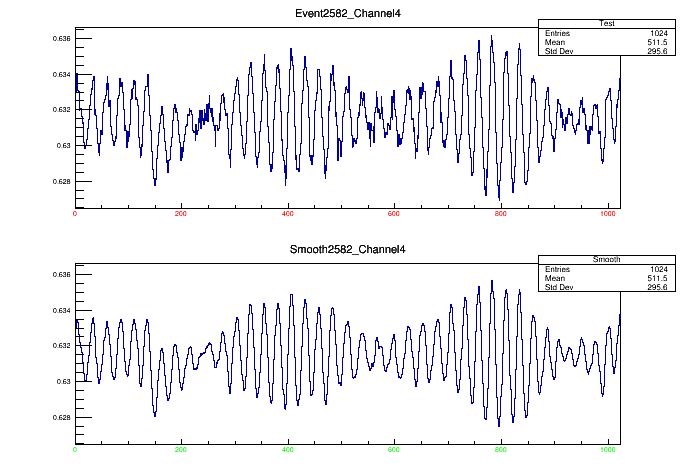 Event2582_Channel4
Test
Entries 1024
Mean 511.5
Std Dev 295.6
0.636
0.634
0.632
0.63
0.628
0 200 400 600 800 1000
Smooth2582_Channel4
Smooth
Entries 1024
Mean 511.5
Std Dev 295.6
0.636
0.634
0.632
0.63
0.628
0 200 400 600 800 1000